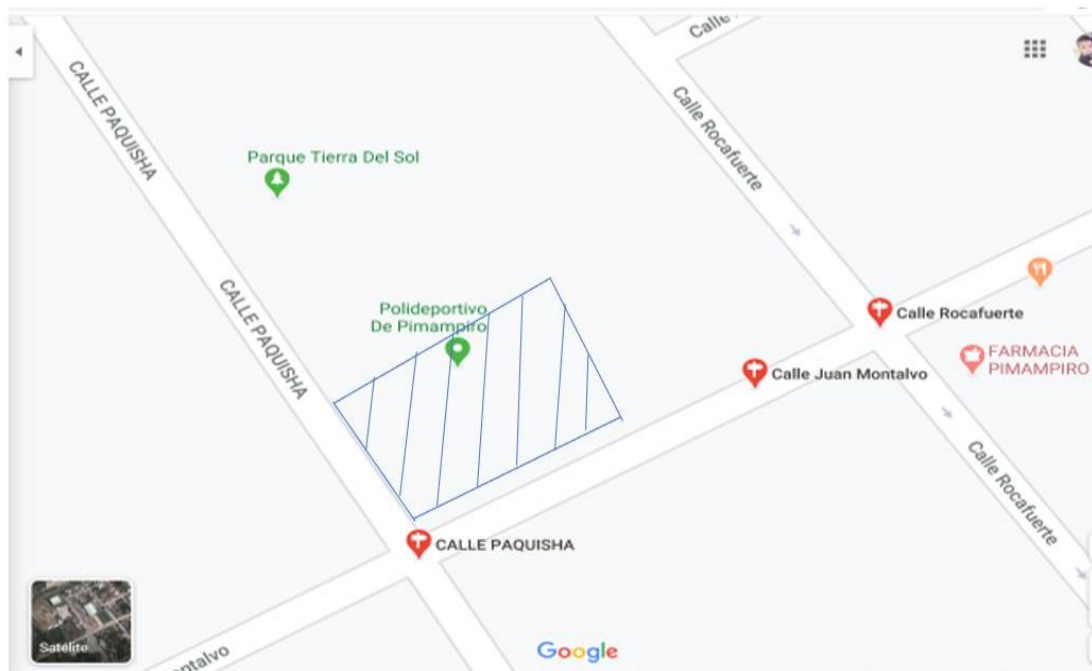 Calle
CALLE PAQUISHA
Calle Rocafuerte
Parque Tierra Del Sol
CALLE PAQUISHA
Polideportivo
De Pimampiro
Calle Rocafuerte
FARMACIA
PIMAMPIRO
Calle Juan Montalvo
Calle Rocafuerte
CALLE PAQUISHA
Satélite
ontalvo
Google